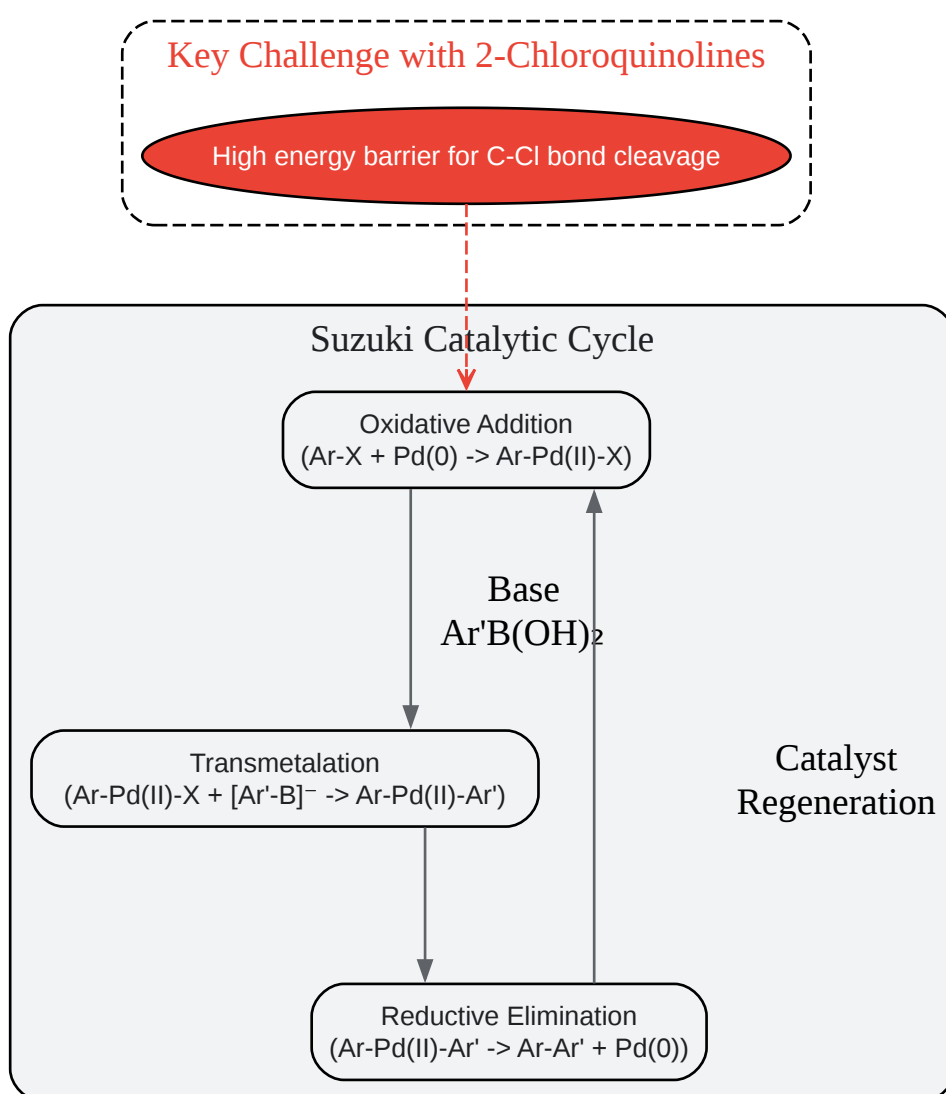 Key Challenge with 2-Chloroquinolines
High energy barrier for C-Cl bond cleavage
Suzuki Catalytic Cycle
Oxidative Addition
(Ar-X + Pd(0) -> Ar-Pd(II)-X)
Base
Ar'B(OH)₂
Transmetalation
(Ar-Pd(II)-X + [Ar'-B]⁻ -> Ar-Pd(II)-Ar')
Catalyst
Regeneration
Reductive Elimination
(Ar-Pd(II)-Ar' -> Ar-Ar' + Pd(0))